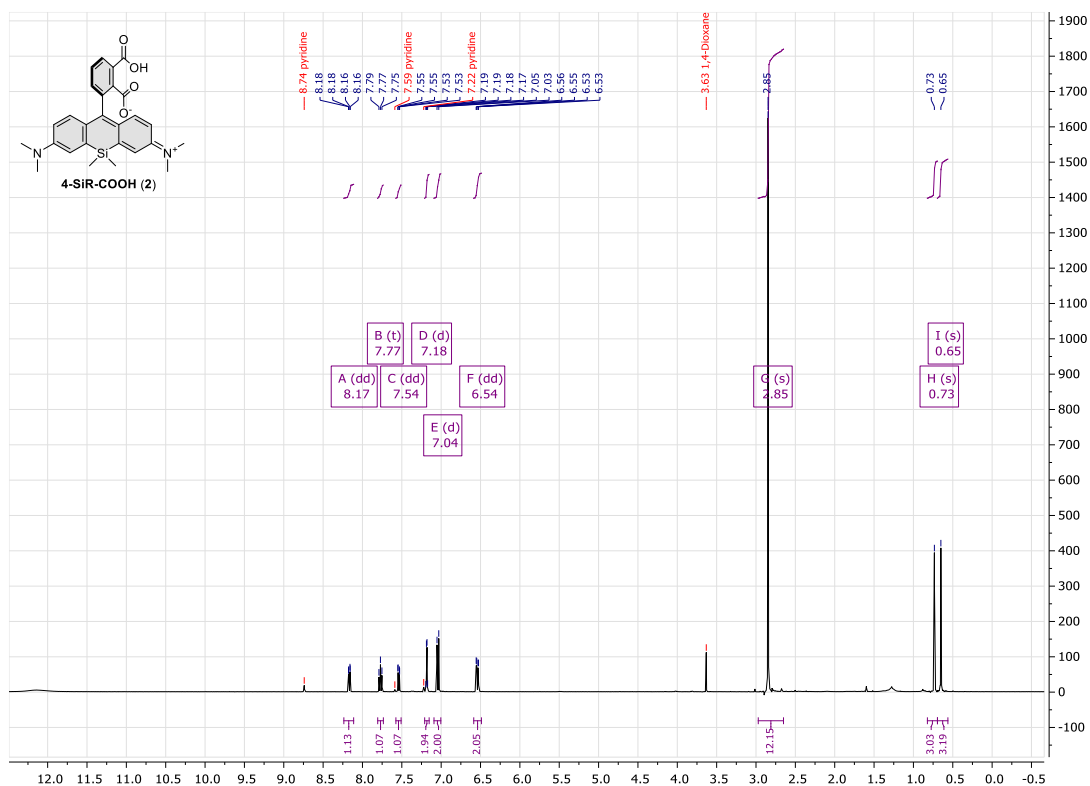 O
OH
O
O-
N
Si
N+
4-SiR-COOH (2)
8.74 pyridine
8.18
8.18
8.16
8.16
7.79
7.77
7.75
7.59 pyridine
7.55
7.55
7.53
7.53
7.22 pyridine
7.19
7.19
7.18
7.17
7.05
7.03
6.56
6.55
6.53
6.53
3.63 1,4-Dioxane
2.85
0.73
0.65
B (t)
7.77
D (d)
7.18
I (s)
0.65
A (dd)
8.17
C (dd)
7.54
F (dd)
6.54
G (s)
2.85
H (s)
0.73
E (d)
7.04
1900
1800
1700
1600
1500
1400
1300
1200
1100
1000
900
800
700
600
500
400
300
200
100
0
-100
1.13
1.07
1.07
1.94
2.00
2.05
12.15
3.03
3.19
12.0 11.5 11.0 10.5 10.0 9.5 9.0 8.5 8.0 7.5 7.0 6.5 6.0 5.5 5.0 4.5 4.0 3.5 3.0 2.5 2.0 1.5 1.0 0.5 0.0 -0.5